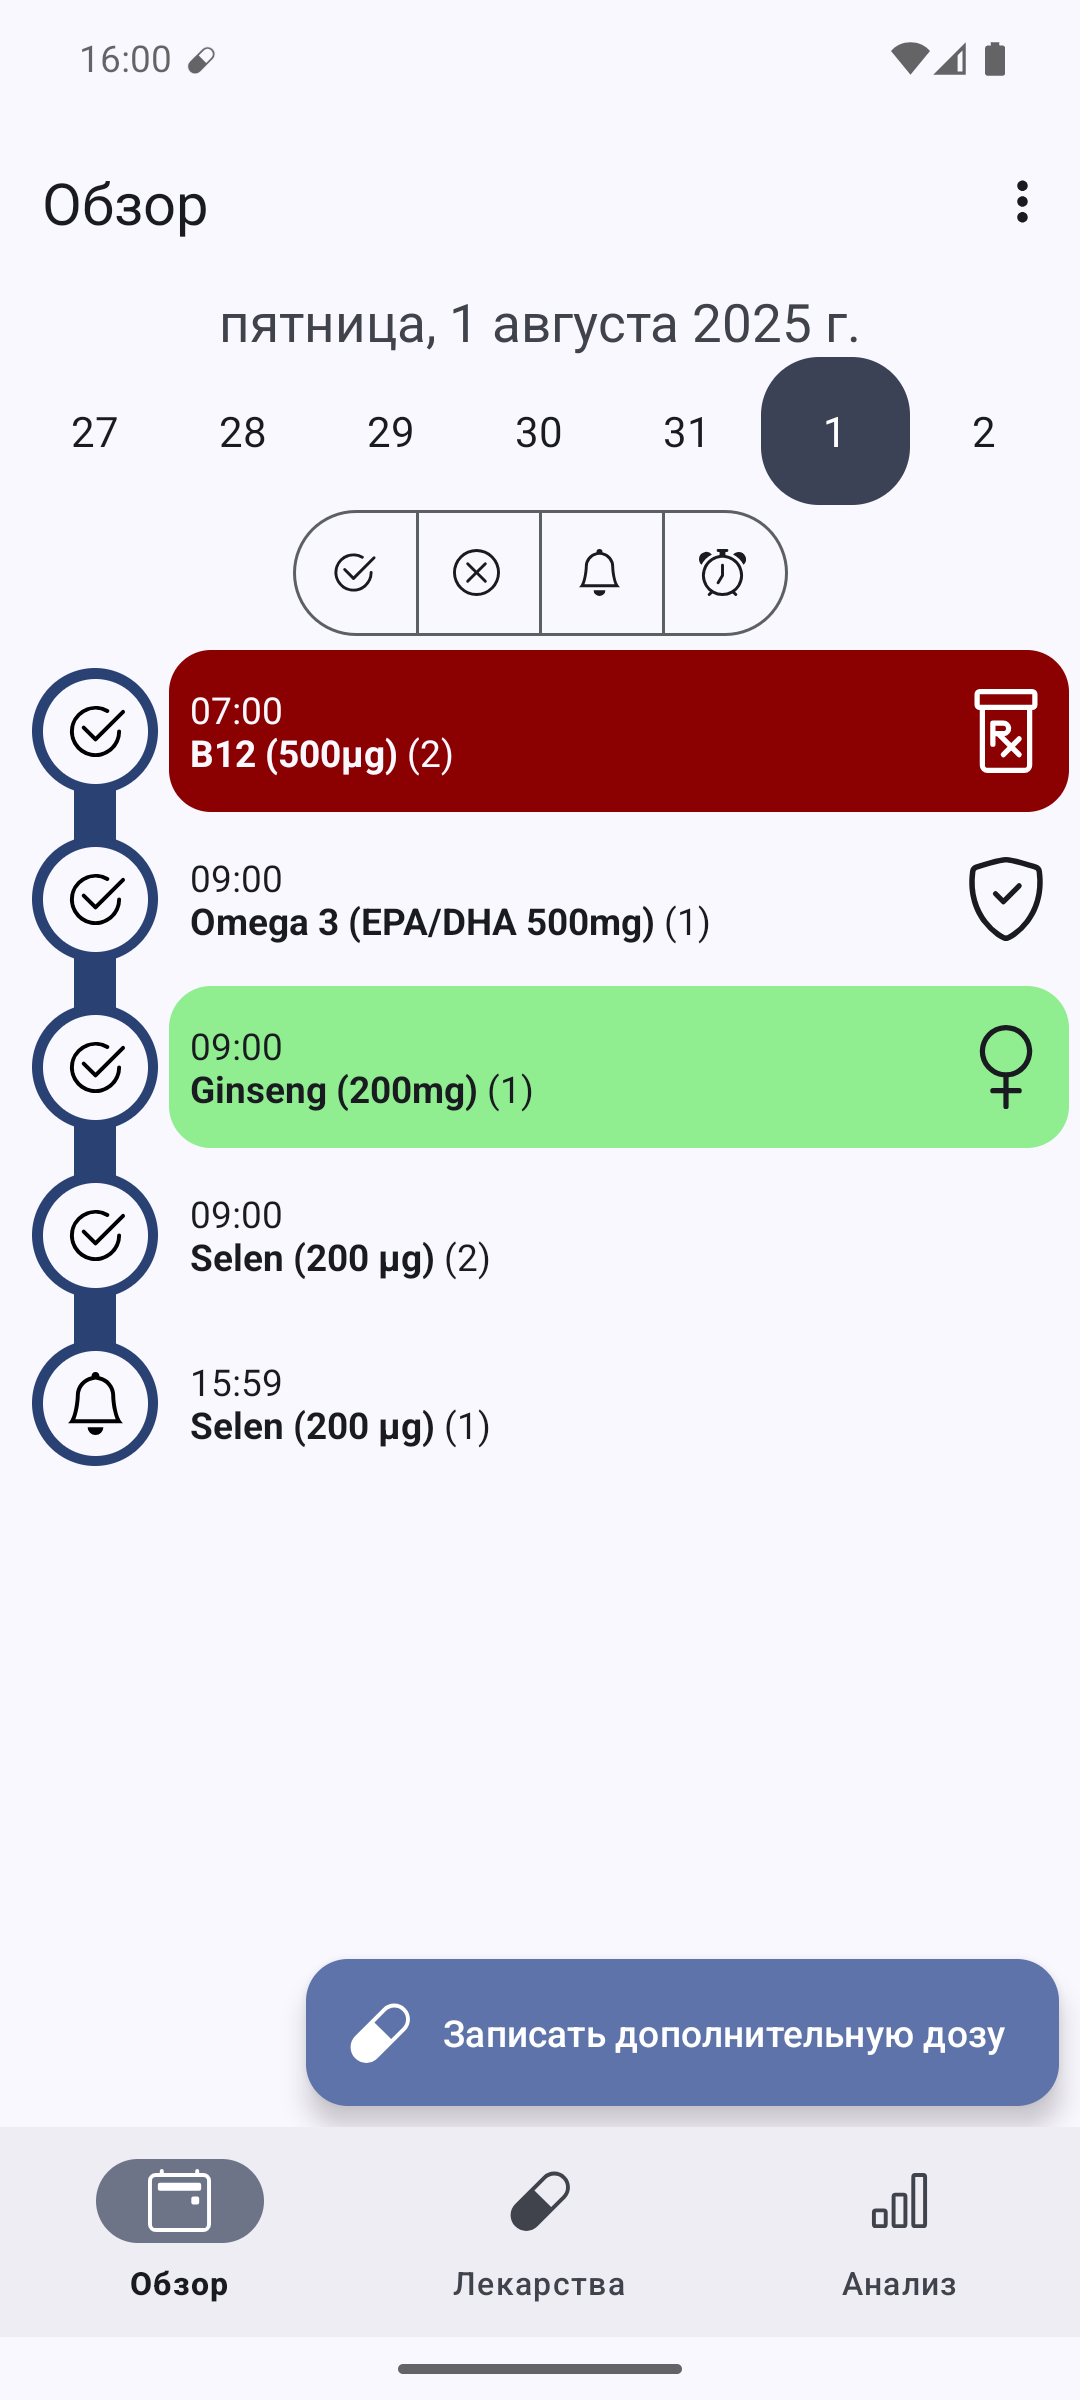 16:00
Обзор
пятница, 1 августа 2025 г.
27 28 29 30 31 1 2
07:00
B12 (500µg) (2)
09:00
Omega 3 (EPA/DHA 500mg) (1)
09:00
Ginseng (200mg) (1)
09:00
Selen (200 µg) (2)
15:59
Selen (200 µg) (1)
Записать дополнительную дозу
Обзор Лекарства Анализ